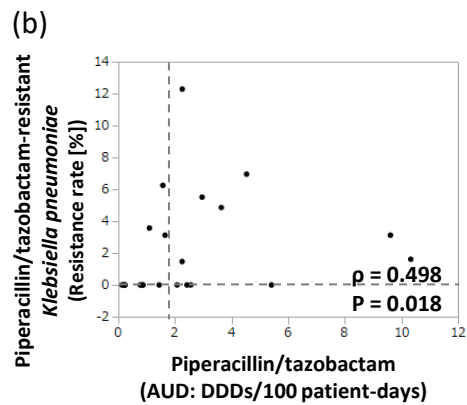 (b)
Piperacillin/tazobactam-resistant
Klebsiella pneumoniae
(Resistance rate [%])
14
12
10
8
6
4
2
0
-2
0 2 4 6 8 10 12
ρ = 0.498
P = 0.018
Piperacillin/tazobactam
(AUD: DDDs/100 patient-days)